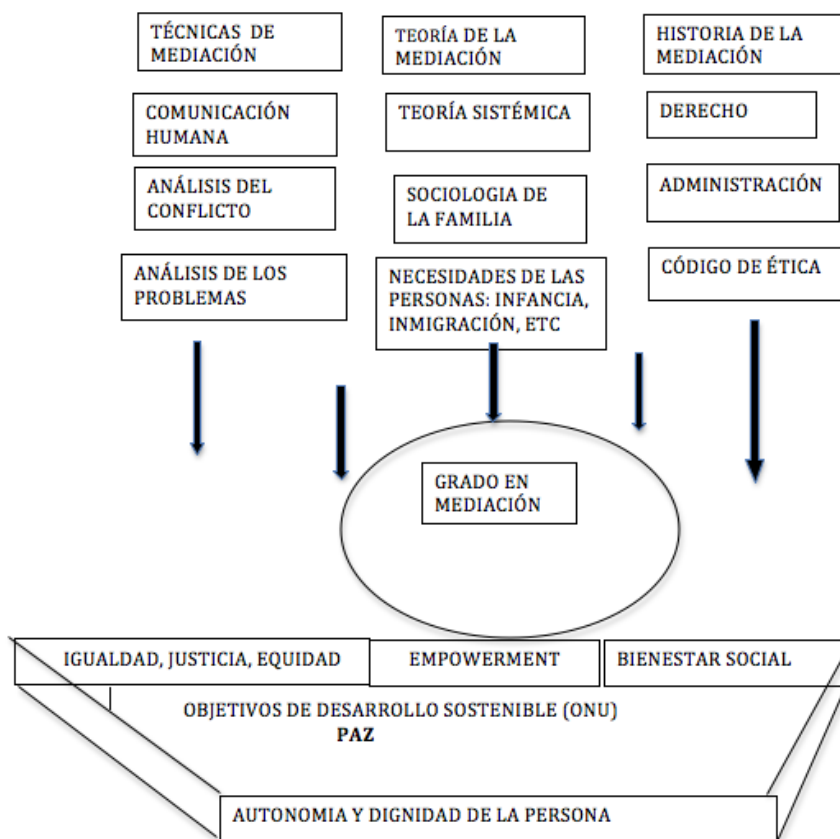 TÉCNICAS DE
MEDIACIÓN
TEORÍA DE LA
MEDIACIÓN
HISTORIA DE LA
MEDIACIÓN
COMUNICACIÓN
HUMANA
TEORÍA SISTÉMICA
DERECHO
ANÁLISIS DEL
CONFLICTO
SOCIOLOGIA DE
LA FAMILIA
ADMINISTRACIÓN
ANÁLISIS DE LOS
PROBLEMAS
NECESIDADES DE LAS
PERSONAS: INFANCIA,
INMIGRACIÓN, ETC
CÓDIGO DE ÉTICA
GRADO EN
MEDIACIÓN
IGUALDAD, JUSTICIA, EQUIDAD
EMPOWERMENT
BIENESTAR SOCIAL
OBJETIVOS DE DESARROLLO SOSTENIBLE (ONU)
PAZ
AUTONOMIA Y DIGNIDAD DE LA PERSONA